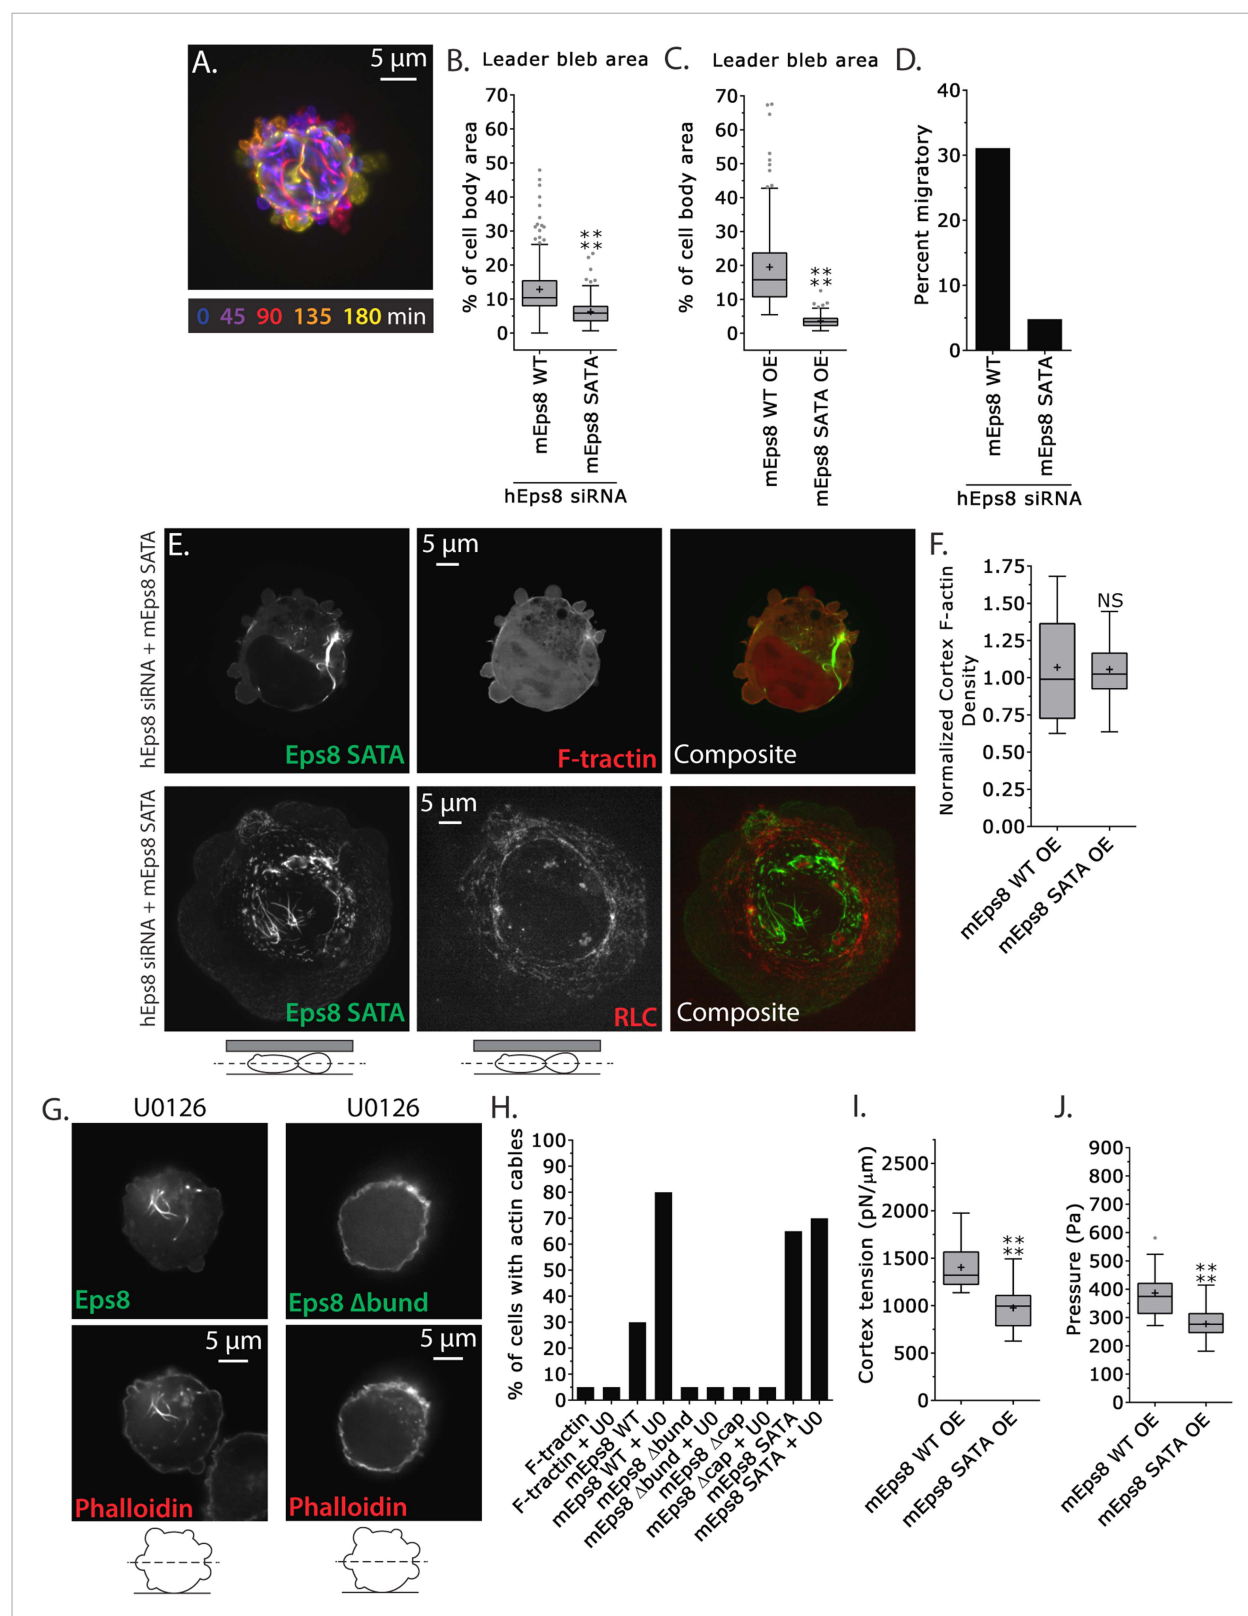 A.
5 μm
0 45 90 135 180 min
B. Leader bleb area
% of cell body area
70
60
50
40
30
20
10
0
**
**
mEps8 WT
mEps8 SATA
hEps8 siRNA
C. Leader bleb area
% of cell body area
70
60
50
40
30
20
10
0
**
**
mEps8 WT OE
mEps8 SATA OE
D.
Percent migratory
40
30
20
10
0
mEps8 WT
mEps8 SATA
hEps8 siRNA
E.
hEps8 siRNA + mEps8 SATA
Eps8 SATA
5 μm
F-tractin
Composite
hEps8 siRNA + mEps8 SATA
Eps8 SATA
5 μm
RLC
Composite
F.
Normalized Cortex F-actin
Density
1.75
1.50
1.25
1.00
0.75
0.50
0.25
0.00
NS
mEps8 WT OE
mEps8 SATA OE
G.
U0126
U0126
Eps8
Eps8 Δbund
5 μm
5 μm
Phalloidin
Phalloidin
H.
% of cells with actin cables
100
90
80
70
60
50
40
30
20
10
0
F-tractin
F-tractin + U0
mEps8 WT
mEps8 WT + U0
mEps8 Δbund
mEps8 Δbund + U0
mEps8 Δcap
mEps8 Δcap + U0
mEps8 SATA
mEps8 SATA + U0
I.
Cortex tension (pN/μm)
2500
2000
1500
1000
500
0
**
**
mEps8 WT OE
mEps8 SATA OE
J.
Pressure (Pa)
900
800
700
600
500
400
300
200
100
0
**
**
mEps8 WT OE
mEps8 SATA OE